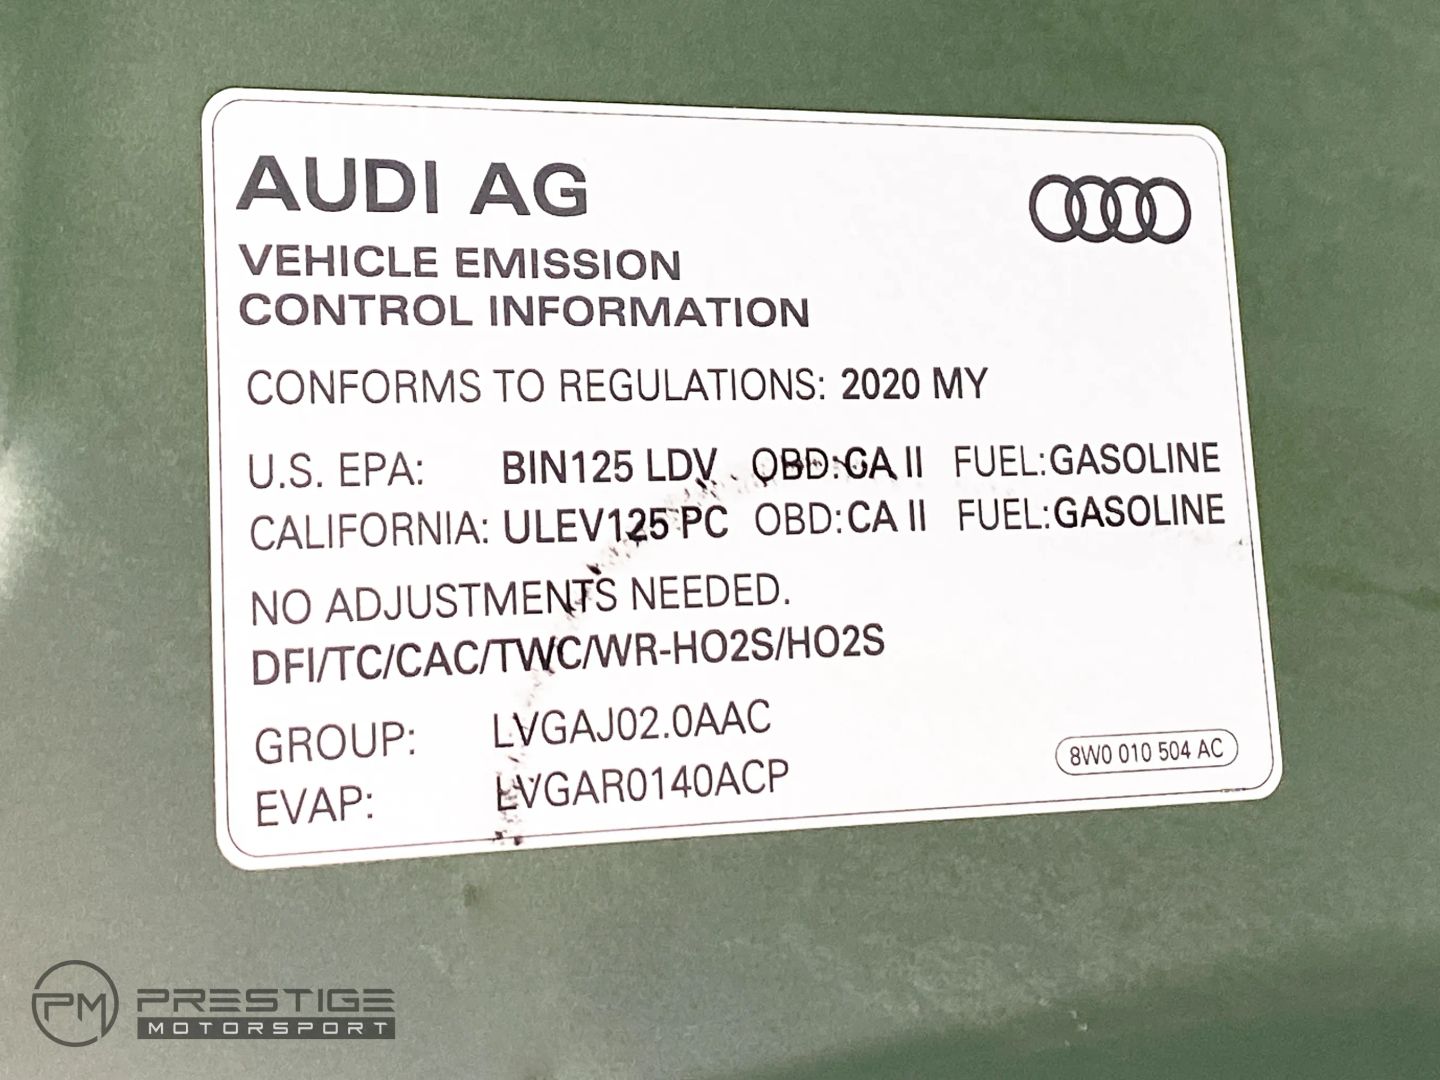 AUDI AG
VEHICLE EMISSION
CONTROL INFORMATION
CONFORMS TO REGULATIONS: 2020 MY
U.S. EPA: BIN125 LDV OBD:CA II FUEL:GASOLINE
CALIFORNIA: ULEV125 PC OBD:CA II FUEL:GASOLINE
NO ADJUSTMENTS NEEDED.
DFI/TC/CAC/TWC/WR-HO2S/HO2S
GROUP: LVGAJ02.0AAC
EVAP: LVGAR0140ACP
8W0 010 504 AC
PM PRESTIGE
MOTORSPORT